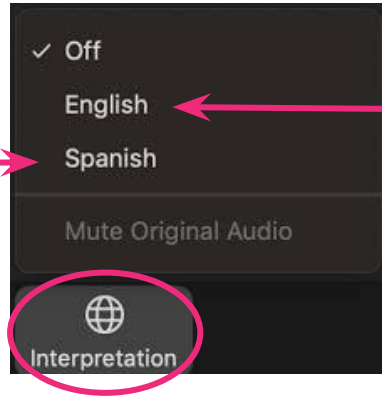 Off
English
Spanish
Mute Original Audio
Interpretation